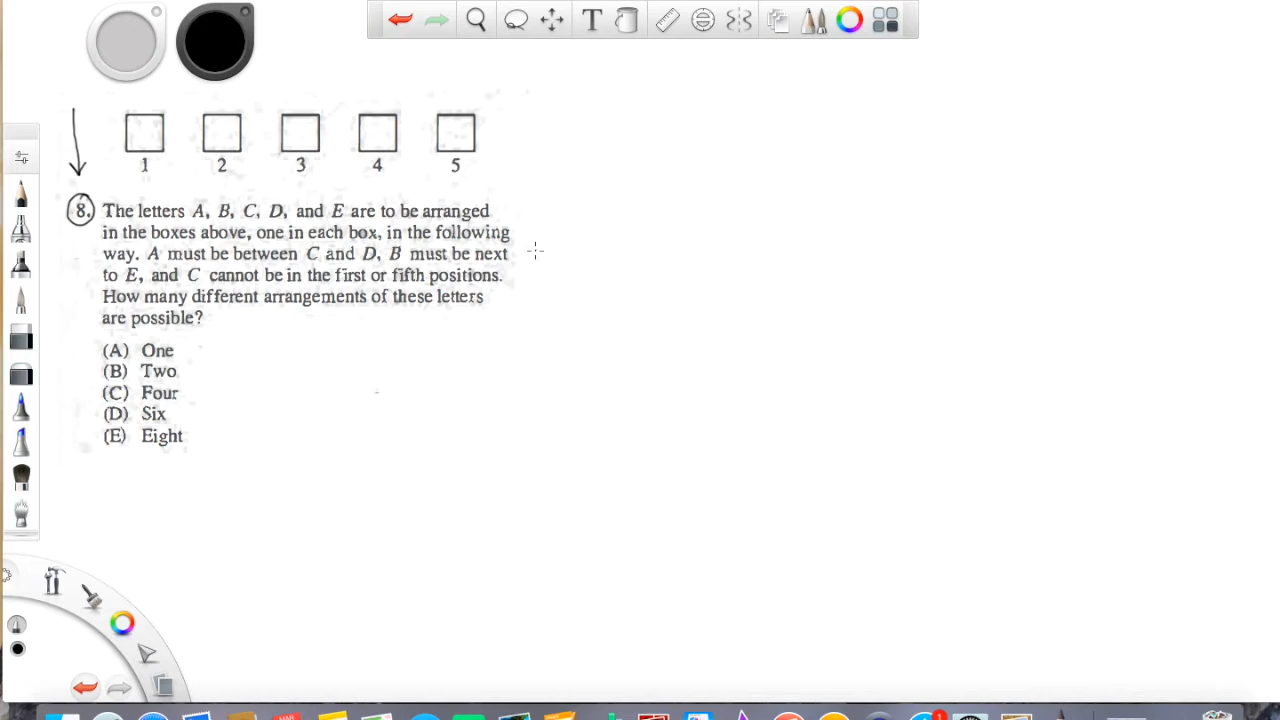 T
1 2 3 4 5
8. The letters A, B, C, D, and E are to be arranged
in the boxes above, one in each box, in the following
way. A must be between C and D, B must be next
to E, and C cannot be in the first or fifth positions.
How many different arrangements of these letters
are possible?
(A) One
(B) Two
(C) Four
(D) Six
(E) Eight
1